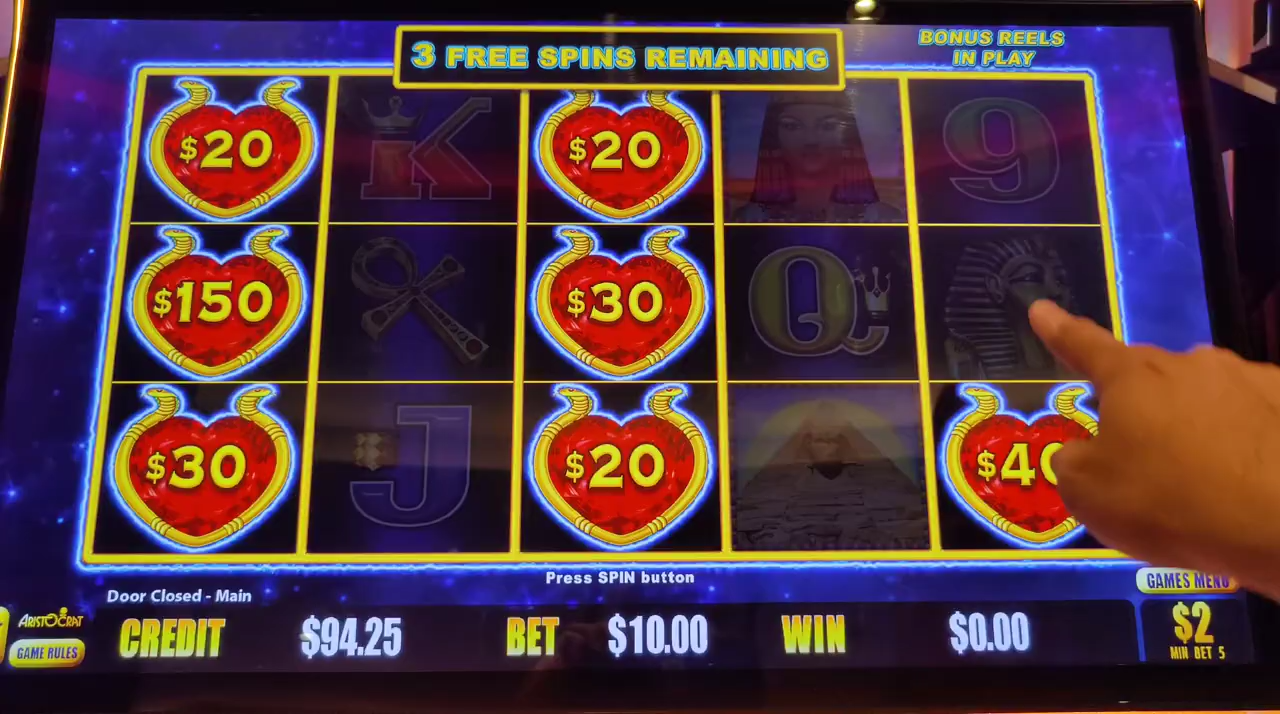 3 FREE SPINS REMAINING
BONUS REELS
IN PLAY
$20
K
$20
9
$150
$30
Q
$30
J
$20
$40
Press SPIN button
Door Closed - Main
GAMES MENU
ARISTOCRAT
GAME RULES
CREDIT $94.25 BET $10.00 WIN $0.00
$2
MIN BET 5